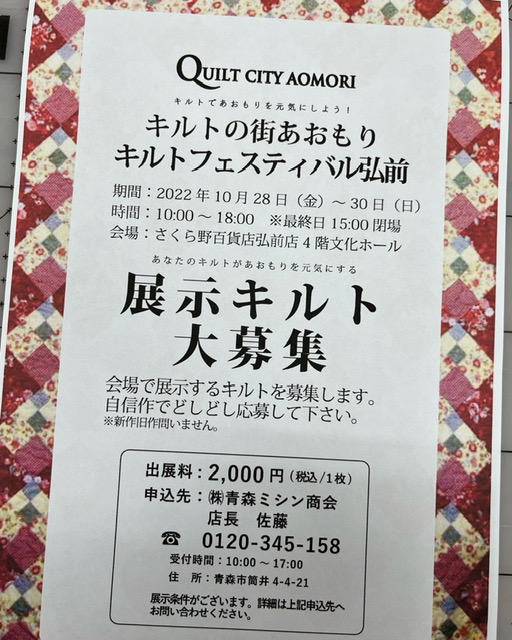 QUILT CITY AOMORI
キルトであおもりを元気にしよう！
キルトの街あおもり
キルトフェスティバル弘前
期間：2022年10月28日（金）～30日（日）
時間：10:00～18:00　※最終日15:00閉場
会場：さくら野百貨店弘前店4階文化ホール
あなたのキルトがあおもりを元気にする
展示キルト
大募集
会場で展示するキルトを募集します。
自信作でどしどし応募して下さい。
※新作旧作問いません。
出展料：2,000円（税込/1枚）
申込先：㈱青森ミシン商会
店長　佐藤
☎ 0120-345-158
受付時間：10:00～17:00
住　所：青森市筒井4-4-21
展示条件がございます。詳細は上記申込先へ
お問い合わせください。